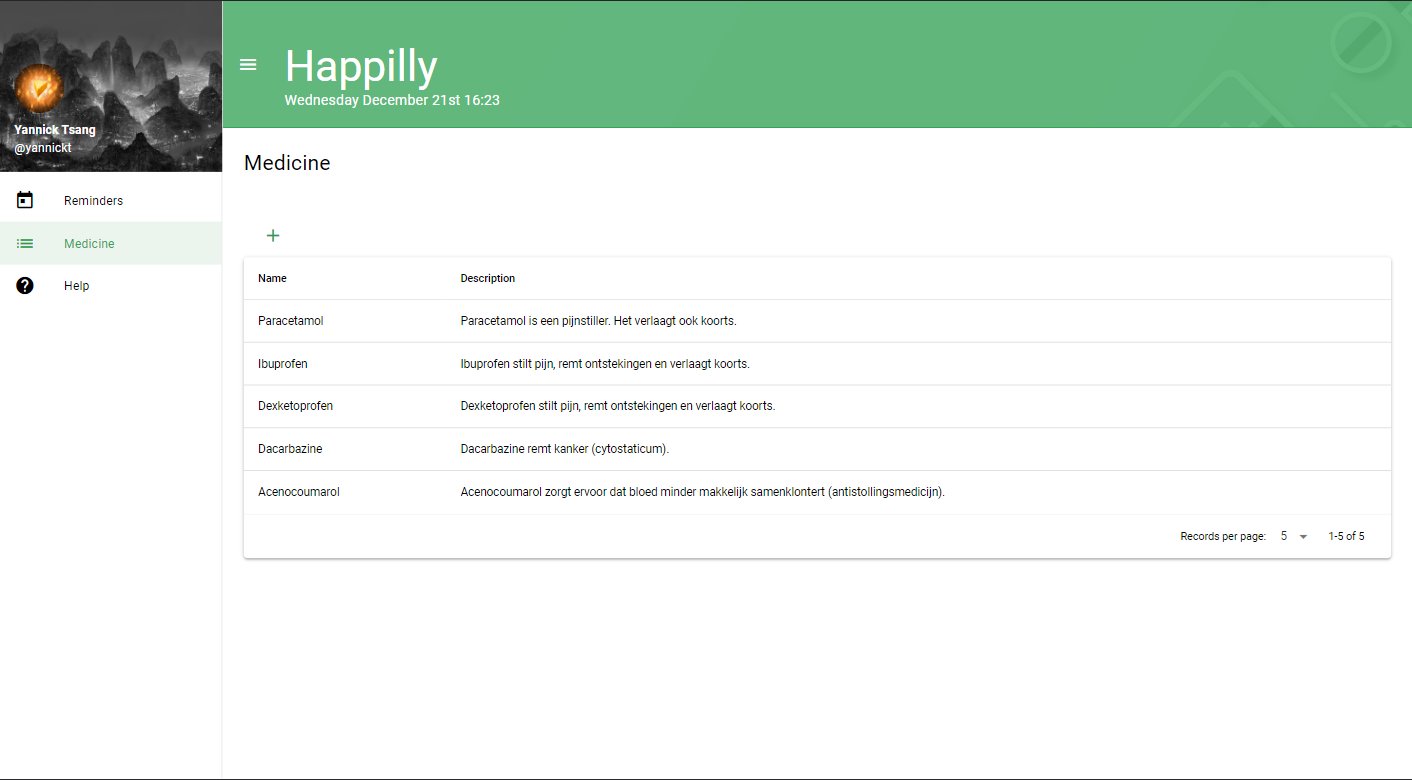 Yannick Tsang
@yannickt
Reminders
Medicine
Help
Happilly
Wednesday December 21st 16:23
Medicine
+
Name Description
Paracetamol Paracetamol is een pijnstiller. Het verlaagt ook koorts.
Ibuprofen Ibuprofen stilt pijn, remt ontstekingen en verlaagt koorts.
Dexketoprofen Dexketoprofen stilt pijn, remt ontstekingen en verlaagt koorts.
Dacarbazine Dacarbazine remt kanker (cytostaticum).
Acenocoumarol Acenocoumarol zorgt ervoor dat bloed minder makkelijk samenklontert (antistollingsmedicijn).
Records per page: 5 1-5 of 5